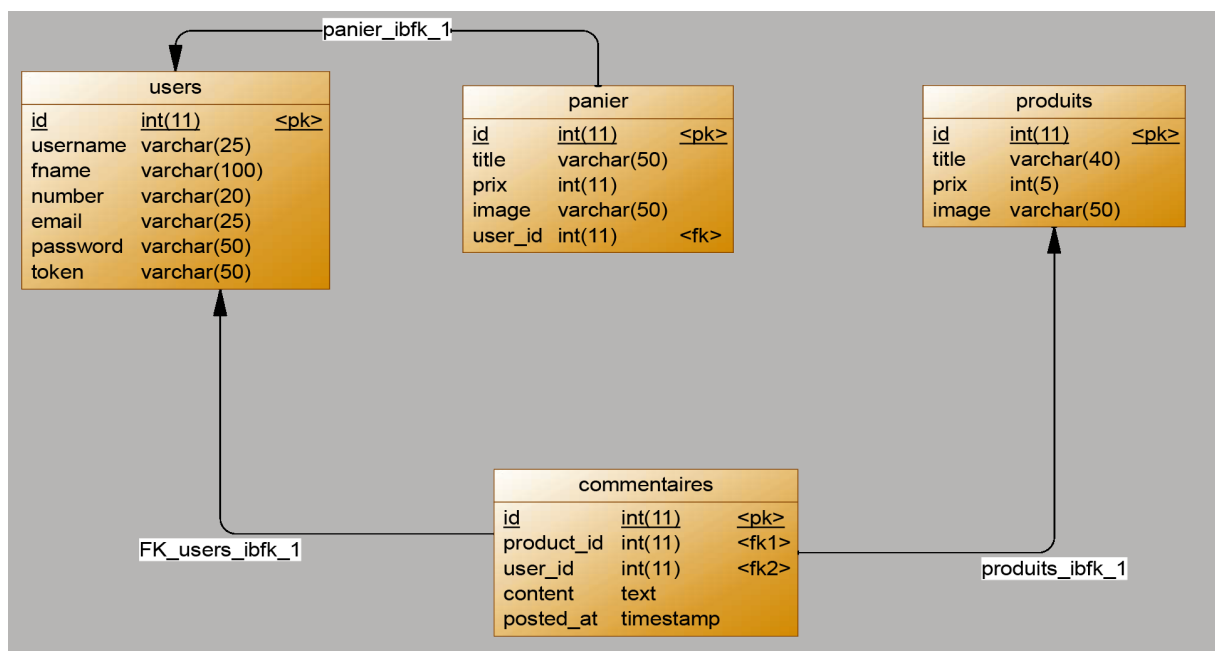 panier_ibfk_1
users
id int(11) <pk>
username varchar(25)
fname varchar(100)
number varchar(20)
email varchar(25)
password varchar(50)
token varchar(50)
panier
id int(11) <pk>
title varchar(50)
prix int(11)
image varchar(50)
user_id int(11) <fk>
produits
id int(11) <pk>
title varchar(40)
prix int(5)
image varchar(50)
commentaires
id int(11) <pk>
product_id int(11) <fk1>
user_id int(11) <fk2>
content text
posted_at timestamp
FK_users_ibfk_1
produits_ibfk_1